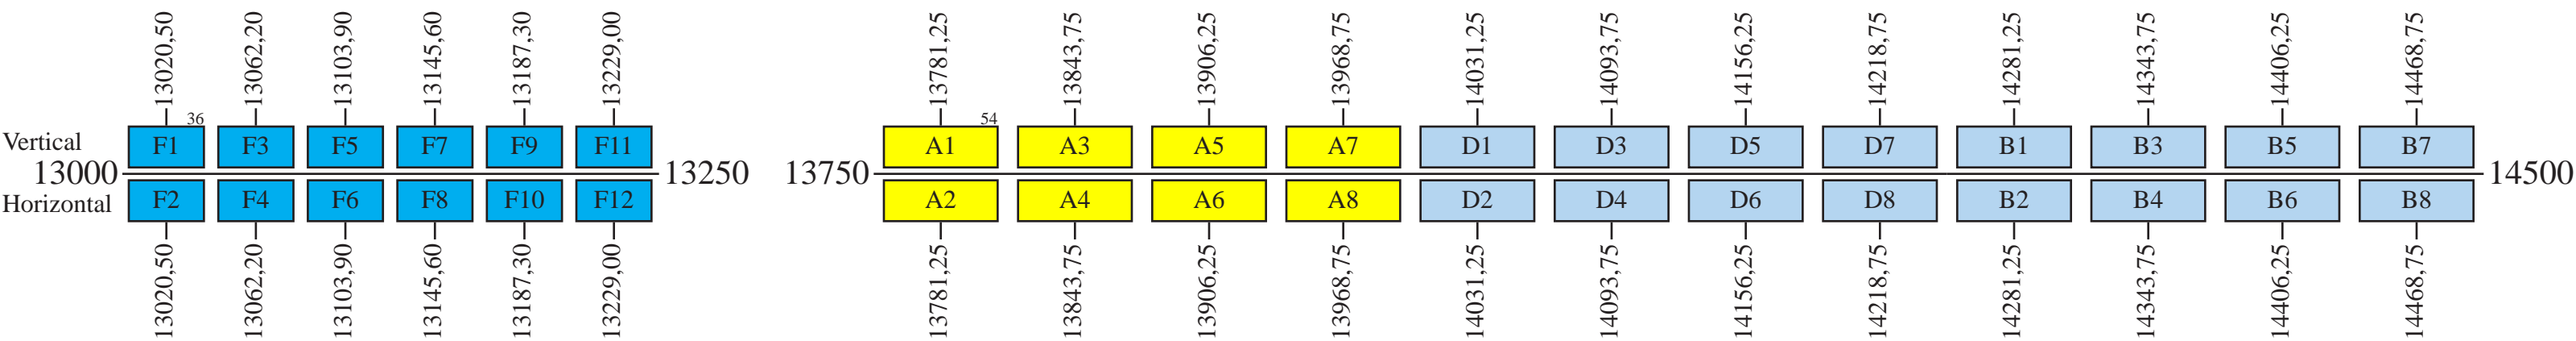 13020,50 13062,20 13103,90 13145,60 13187,30 13229,00 13781,25 13843,75 13906,25 13968,75 14031,25 14093,75 14156,25 14218,75 14281,25 14343,75 14406,25 14468,75
36 54
Vertical F1 F3 F5 F7 F9 F11 A1 A3 A5 A7 D1 D3 D5 D7 B1 B3 B5 B7
13000 13250 13750 14500
Horizontal F2 F4 F6 F8 F10 F12 A2 A4 A6 A8 D2 D4 D6 D8 B2 B4 B6 B8
13020,50 13062,20 13103,90 13145,60 13187,30 13229,00 13781,25 13843,75 13906,25 13968,75 14031,25 14093,75 14156,25 14218,75 14281,25 14343,75 14406,25 14468,75